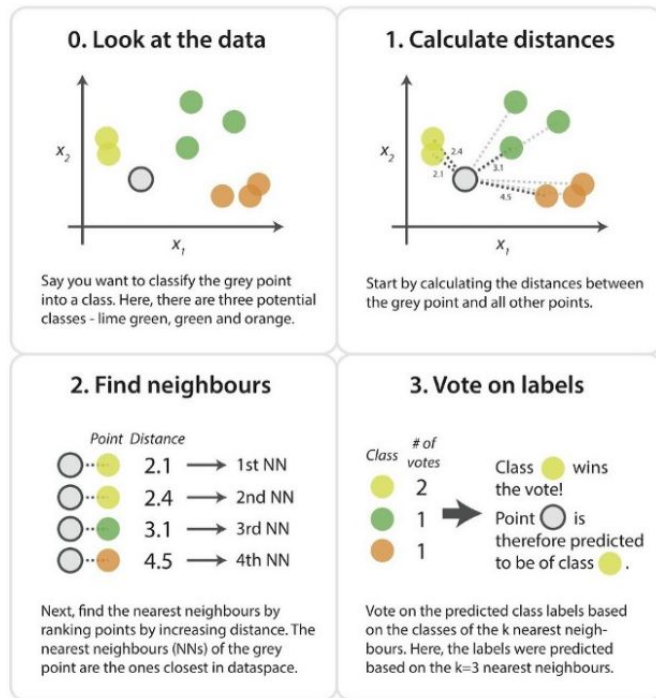 0. Look at the data
x2
x1
Say you want to classify the grey point
into a class. Here, there are three potential
classes - lime green, green and orange.
1. Calculate distances
x2
2.4
2.1
3.1
4.5
x1
Start by calculating the distances between
the grey point and all other points.
2. Find neighbours
Point Distance
2.1 1st NN
2.4 2nd NN
3.1 3rd NN
4.5 4th NN
Next, find the nearest neighbours by
ranking points by increasing distance. The
nearest neighbours (NNs) of the
grey point are the ones closest in dataspace.
3. Vote on labels
Class # of
votes
2
1
1
Class wins
the vote!
Point is
therefore predicted
to be of class .
Vote on the predicted class labels based
on the classes of the k nearest neigh-
bours. Here, the labels were predicted
based on the k=3 nearest neighbours.